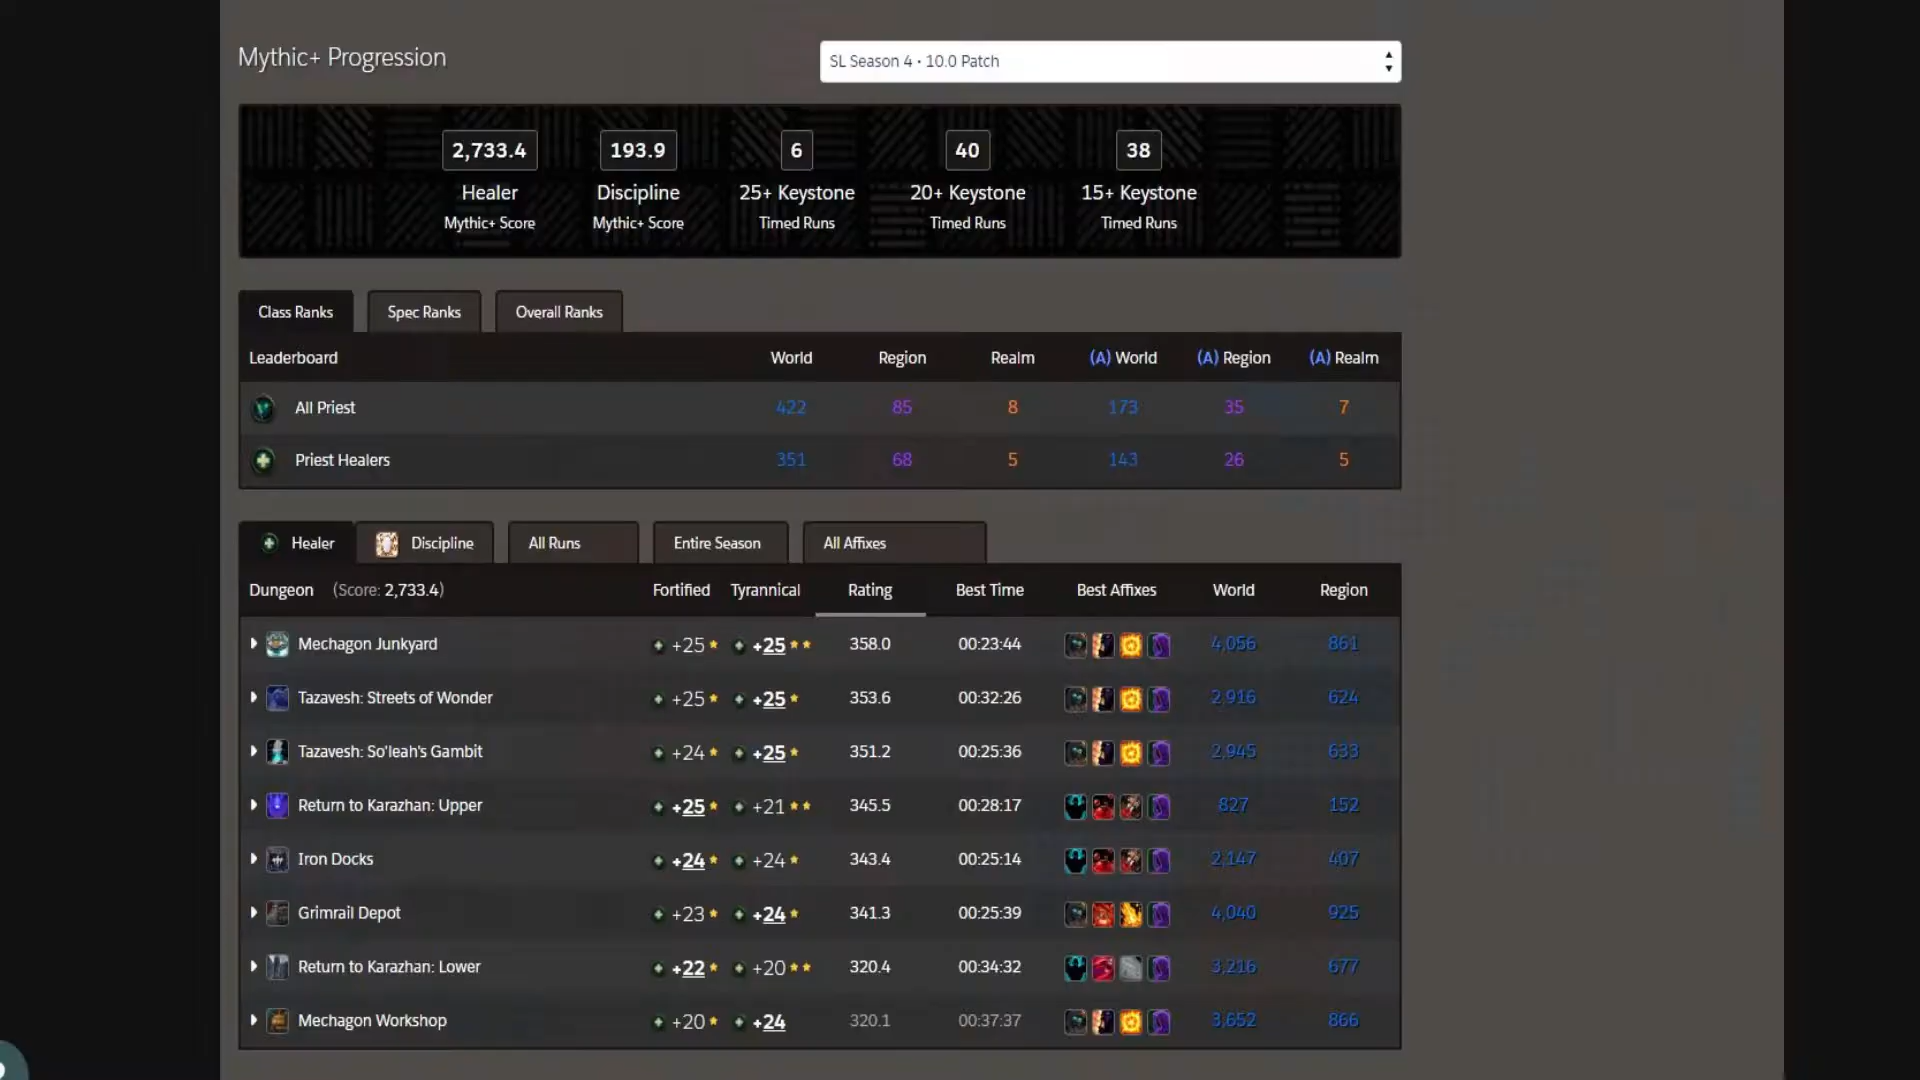 Mythic+ Progression
SL Season 4 • 10.0 Patch
2,733.4 193.9 6 40 38
Healer Discipline 25+ Keystone 20+ Keystone 15+ Keystone
Mythic+ Score Mythic+ Score Timed Runs Timed Runs Timed Runs
Class Ranks Spec Ranks Overall Ranks
Leaderboard World Region Realm (A) World (A) Region (A) Realm
All Priest 422 85 8 173 35 7
Priest Healers 351 68 5 143 26 5
Healer Discipline All Runs Entire Season All Affixes
Dungeon (Score: 2,733.4) Fortified Tyrannical Rating Best Time Best Affixes World Region
Mechagon Junkyard +25 +25 358.0 00:23:44 4,056 861
Tazavesh: Streets of Wonder +25 +25 353.6 00:32:26 2,916 624
Tazavesh: So'leah's Gambit +24 +25 351.2 00:25:36 2,945 633
Return to Karazhan: Upper +25 +21 345.5 00:28:17 827 152
Iron Docks +24 +24 343.4 00:25:14 2,147 407
Grimrail Depot +23 +24 341.3 00:25:39 4,040 925
Return to Karazhan: Lower +22 +20 320.4 00:34:32 3,216 677
Mechagon Workshop +20 +24 320.1 00:37:37 3,652 866